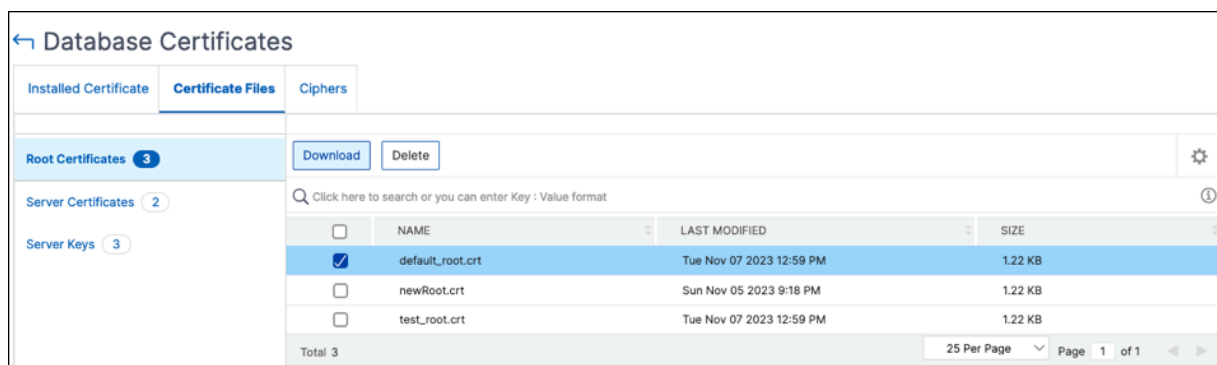 Database Certificates
Installed Certificate Certificate Files Ciphers
Root Certificates 3
Server Certificates 2
Server Keys 3
Download Delete
Click here to search or you can enter Key : Value format
NAME LAST MODIFIED SIZE
default_root.crt Tue Nov 07 2023 12:59 PM 1.22 KB
newRoot.crt Sun Nov 05 2023 9:18 PM 1.22 KB
test_root.crt Tue Nov 07 2023 12:59 PM 1.22 KB
Total 3 25 Per Page Page 1 of 1